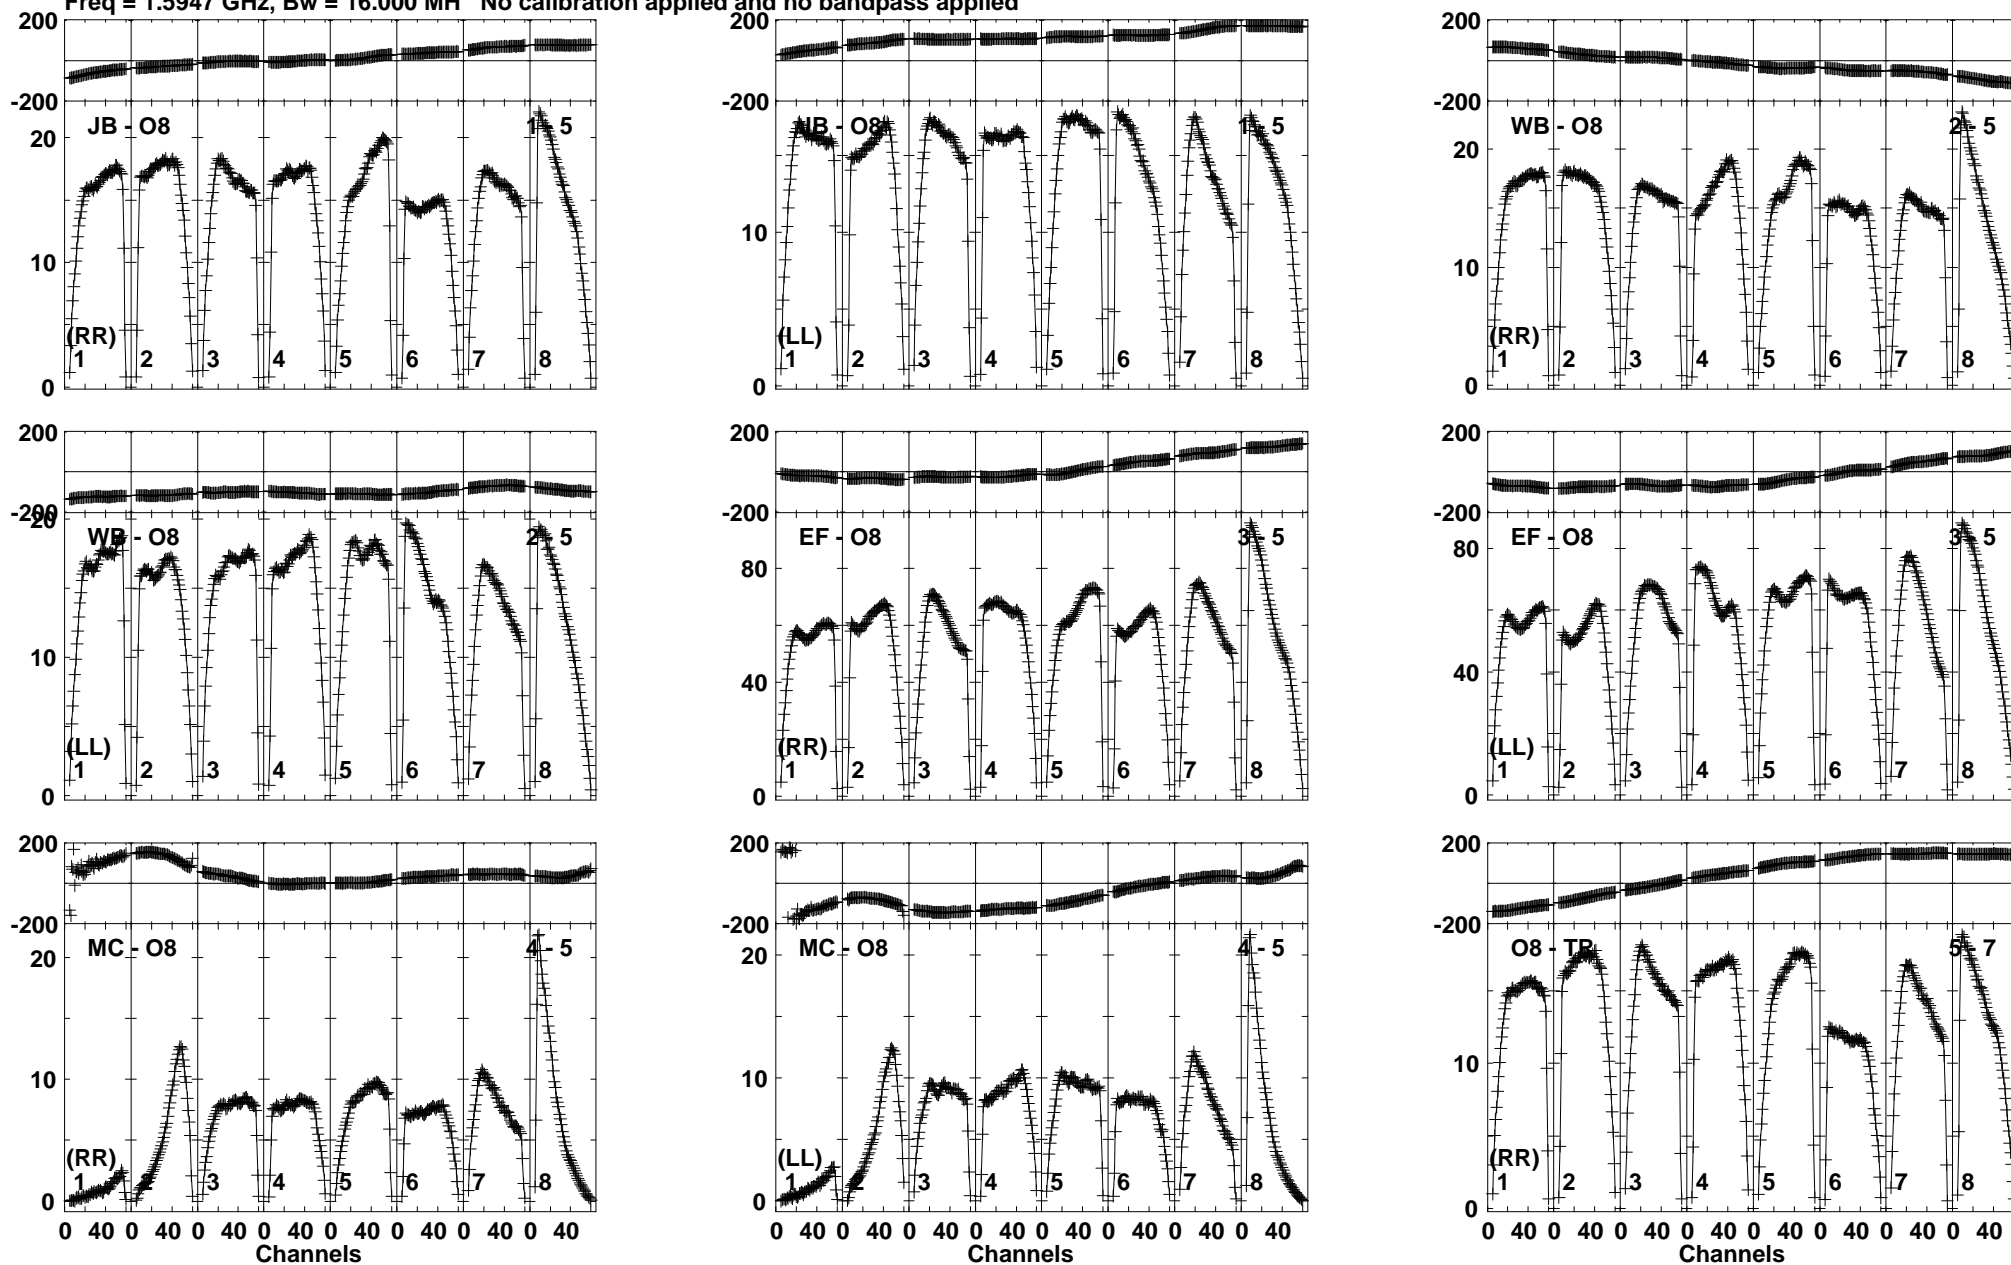 Freq = 1.5947 GHz, Bw = 16.000 MH No calibration applied and no bandpass applied
200 200 200
-200 -200 -200
JB - O8 1 - 5 JB - O8 1 - 5 WB - O8 2 - 5
20 20
10 10 10
(RR) (LL) (RR)
1 2 3 4 5 6 7 8 1 2 3 4 5 6 7 8 1 2 3 4 5 6 7 8
0 0 0
200 200 200
-200 -200 -200
20
WB - O8 2 - 5 EF - O8 3 - 5 EF - O8 3 - 5
80 80
10 40 40
(LL) (RR) (LL)
1 2 3 4 5 6 7 8 1 2 3 4 5 6 7 8 1 2 3 4 5 6 7 8
0 0 0
200 200 200
-200 -200 -200
MC - O8 4 - 5 MC - O8 4 - 5 O8 - TR 5 - 7
20 20
10 10 10
(RR) (LL) (RR)
1 2 3 4 5 6 7 8 1 2 3 4 5 6 7 8 1 2 3 4 5 6 7 8
0 0 0
0 40 0 40 0 40 0 40 0 40 0 40 0 40 0 40 0 40 0 40 0 40 0 40 0 40 0 40 0 40 0 40 0 40 0 40 0 40 0 40 0 40 0 40 0 40 0 40
Channels Channels Channels